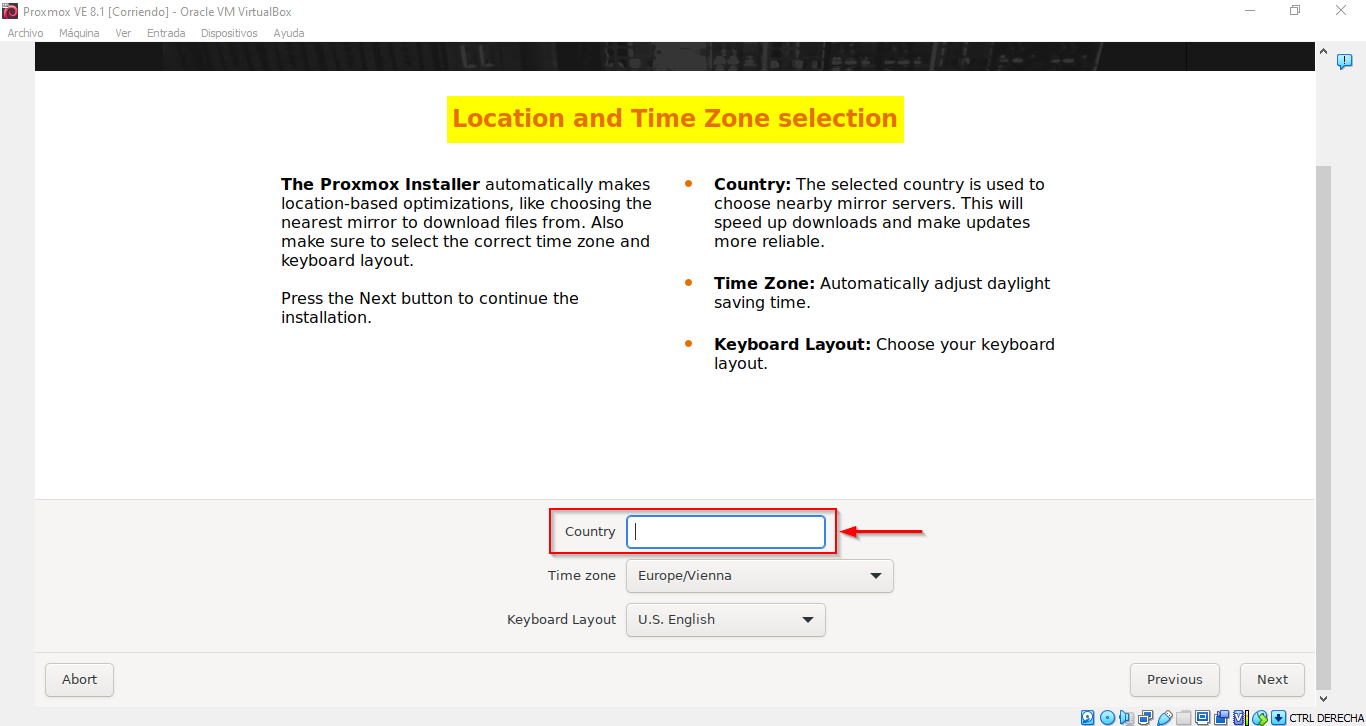 Proxmox VE 8.1 [Corriendo] - Oracle VM VirtualBox
Archivo Máquina Ver Entrada Dispositivos Ayuda
Location and Time Zone selection
The Proxmox Installer automatically makes
location-based optimizations, like choosing the
nearest mirror to download files from. Also
make sure to select the correct time zone and
keyboard layout.
Press the Next button to continue the
installation.
Country: The selected country is used to
choose nearby mirror servers. This will
speed up downloads and make updates
more reliable.
Time Zone: Automatically adjust daylight
saving time.
Keyboard Layout: Choose your keyboard
layout.
Country
Time zone Europe/Vienna
Keyboard Layout U.S. English
Abort Previous Next
CTRL DERECHA